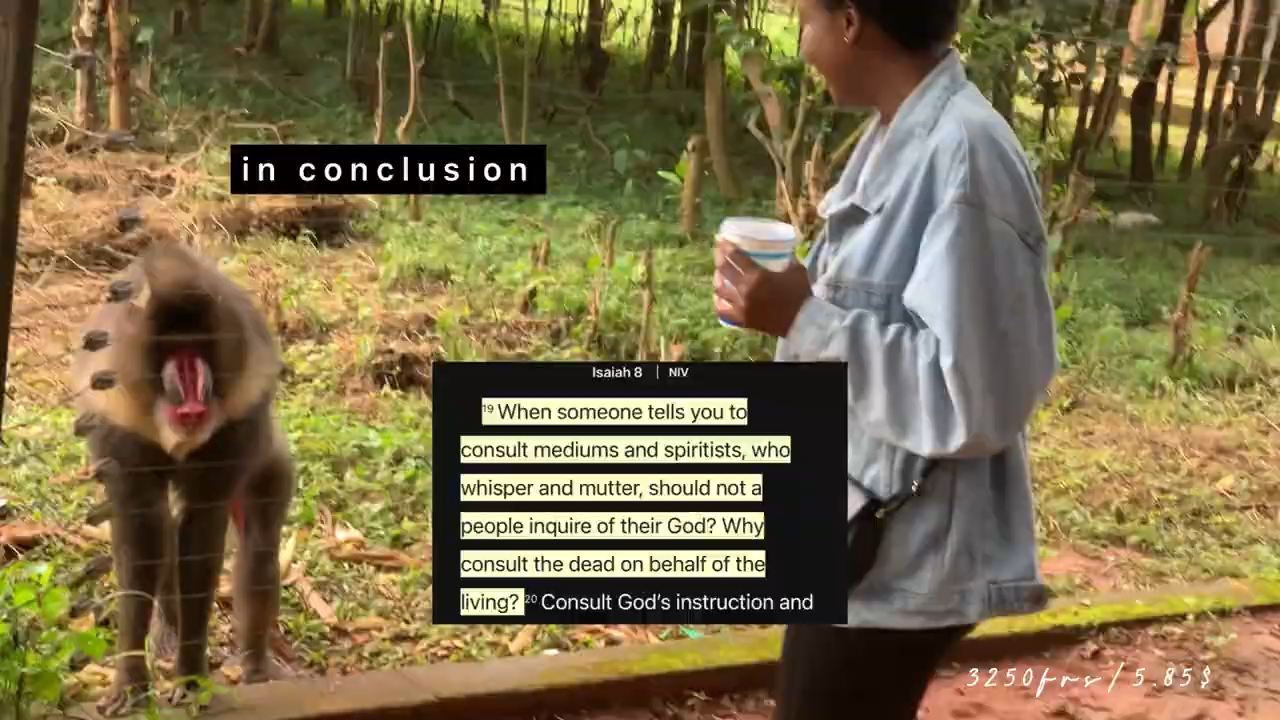 in conclusion
Isaiah 8 | NIV
19 When someone tells you to
consult mediums and spiritists, who
whisper and mutter, should not a
people inquire of their God? Why
consult the dead on behalf of the
living? 20 Consult God's instruction and
3250frs/5.85$